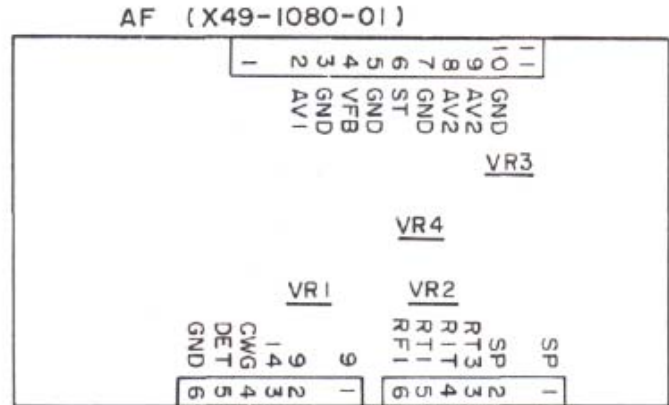 AF (X49-1080-01)
1 2 3 4 5 6 7 8 9 10 11
AV1 GND VFB GND ST GND AV2 AV2 GND
VR3
VR4
VR1 VR2
GND DET CWG 14 9 9
RF1 RT1 RIT RT3 SP SP
6 5 4 3 2 1
6 5 4 3 2 1